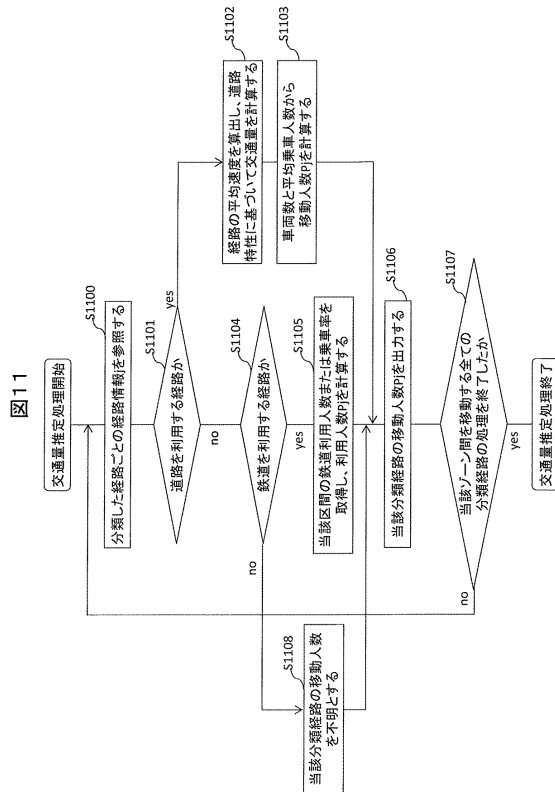 図11
交通量推定処理開始
S1100
分類した経路ごとの経路情報jを参照する
S1101
道路を利用する経路か
yes
no
S1102
経路の平均速度を算出し、道路
特性に基づいて交通量を計算する
S1103
車両数と平均乗車人数から
移動人数Pjを計算する
S1104
鉄道を利用する経路か
no
yes
S1105
当該区間の鉄道利用人数または乗車率を
取得し、利用人数Pjを計算する
S1108
当該分類経路の移動人数
を不明とする
S1106
当該分類経路の移動人数Pjを出力する
S1107
当該ゾーン間を移動する全ての
分類経路の処理を終了したか
no
yes
交通量推定処理終了